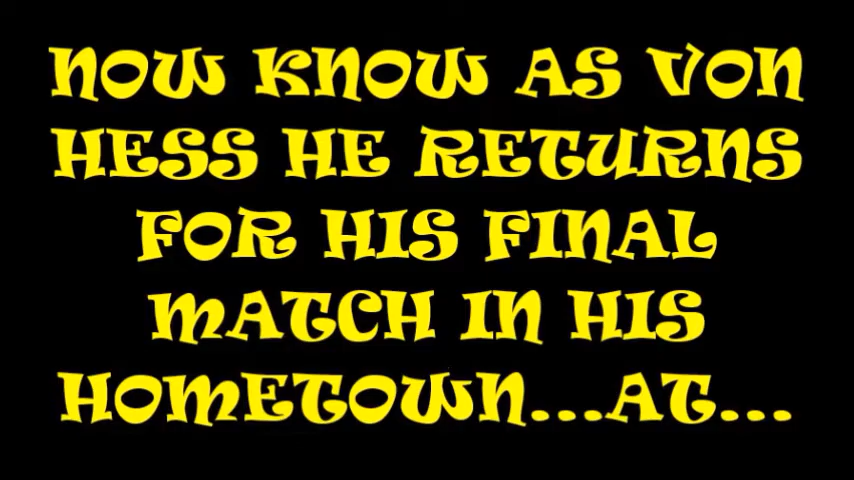 NOW KNOW AS VON
HESS HE RETURNS
FOR HIS FINAL
MATCH IN HIS
HOMETOWN...AT...